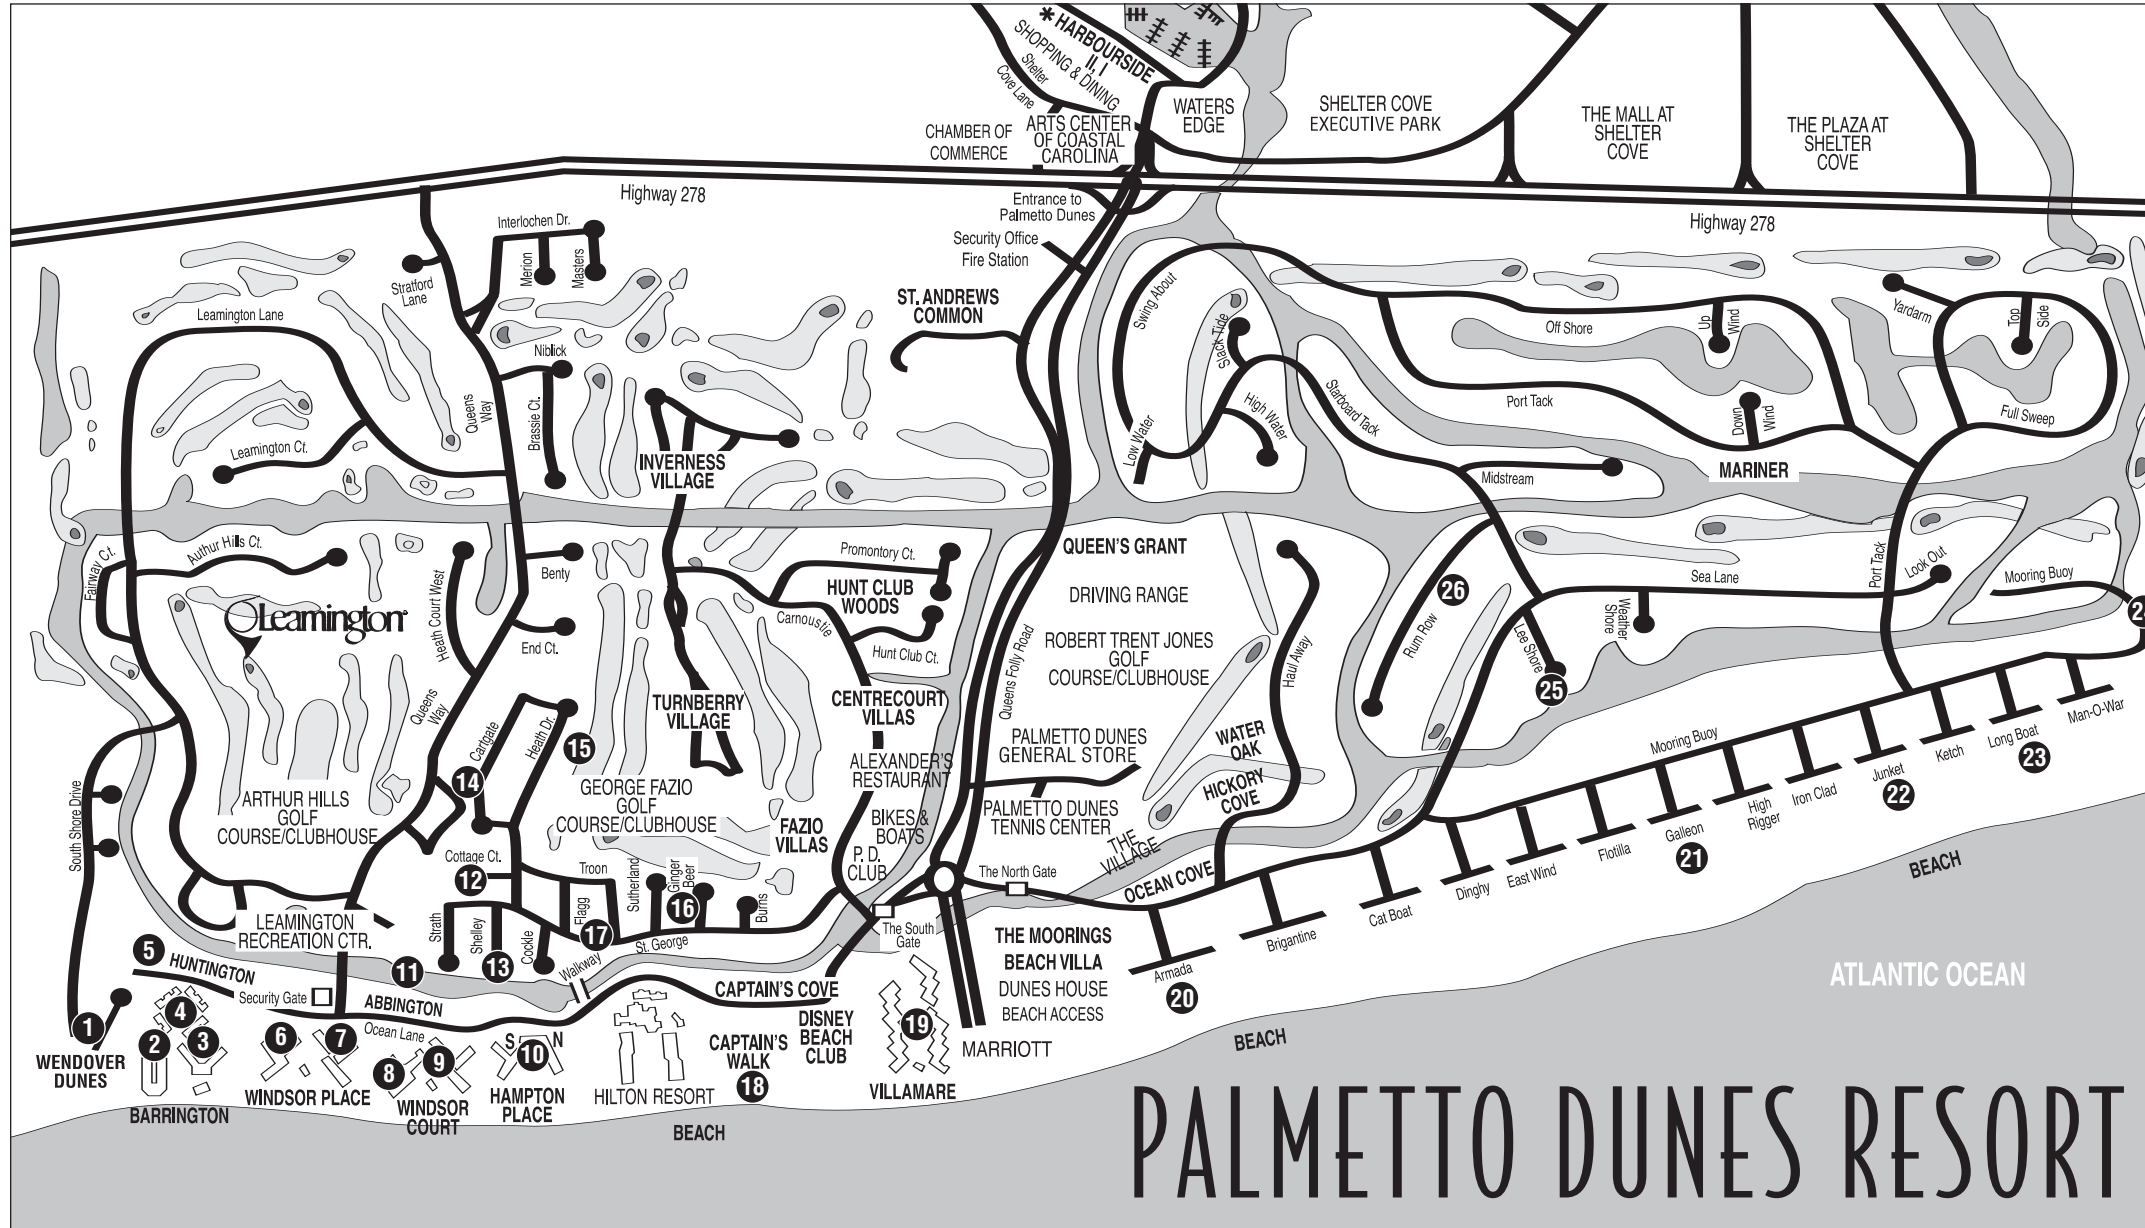 ✱ HARBOURSIDE
II, I
SHOPPING & DINING
Shelter
Cove Lane
WATERS
EDGE
SHELTER COVE
EXECUTIVE PARK
THE MALL AT
SHELTER
COVE
THE PLAZA AT
SHELTER
COVE
CHAMBER OF
COMMERCE
ARTS CENTER
OF COASTAL
CAROLINA
Highway 278
Highway 278
Entrance to
Palmetto Dunes
Security Office
Fire Station
Interlochen Dr.
Merion
Masters
Stratford
Lane
Leamington Lane
ST. ANDREWS
COMMON
Swing About
Slack Tide
Off Shore
Up
Wind
Yardarm
Top
Side
Niblick
Queens
Way
Brassie Ct.
Leamington Ct.
INVERNESS
VILLAGE
Low Water
High Water
Starboard Tack
Port Tack
Down
Wind
Full Sweep
MARINER
Midstream
Fairway Ct.
Authur Hills Ct.
Heath Court West
Benty
End Ct.
Promontory Ct.
HUNT CLUB
WOODS
Carnoustie
Hunt Club Ct.
QUEEN'S GRANT
DRIVING RANGE
ROBERT TRENT JONES
GOLF
COURSE/CLUBHOUSE
Queens Folly Road
Haul Away
26
Rum Row
Sea Lane
Weather
Shore
Lee Shore
25
Port Tack
Look Out
Mooring Buoy
Leamington
Queens
Way
Cartgate
Heath Dr.
15
14
TURNBERRY
VILLAGE
CENTRECOURT
VILLAS
ALEXANDER'S
RESTAURANT
PALMETTO DUNES
GENERAL STORE
WATER
OAK
HICKORY
COVE
Mooring Buoy
Man-O-War
Long Boat
23
Ketch
Junket
22
Iron Clad
High
Rigger
Galleon
21
Flotilla
East Wind
Dinghy
Cat Boat
Brigantine
Armada
20
South Shore Drive
ARTHUR HILLS
GOLF
COURSE/CLUBHOUSE
GEORGE FAZIO
GOLF
COURSE/CLUBHOUSE
FAZIO
VILLAS
BIKES &
BOATS
P. D.
CLUB
PALMETTO DUNES
TENNIS CENTER
THE
VILLAGE
OCEAN COVE
The North Gate
The South
Gate
Cottage Ct.
12
Troon
Flagg
17
Sutherland
Ginger
Beer
16
Burns
St. George
Strath
Shelley
13
Cockle
Walkway
LEAMINGTON
RECREATION CTR.
5
HUNTINGTON
11
ABBINGTON
Security Gate
Ocean Lane
CAPTAIN'S COVE
THE MOORINGS
BEACH VILLA
DUNES HOUSE
BEACH ACCESS
MARRIOTT
1
WENDOVER
DUNES
2
4
3
BARRINGTON
6
7
WINDSOR PLACE
8
9
WINDSOR
COURT
S
N
10
HAMPTON
PLACE
HILTON RESORT
CAPTAIN'S
WALK
18
DISNEY
BEACH
CLUB
19
VILLAMARE
BEACH
BEACH
BEACH
ATLANTIC OCEAN
PALMETTO DUNES RESORT